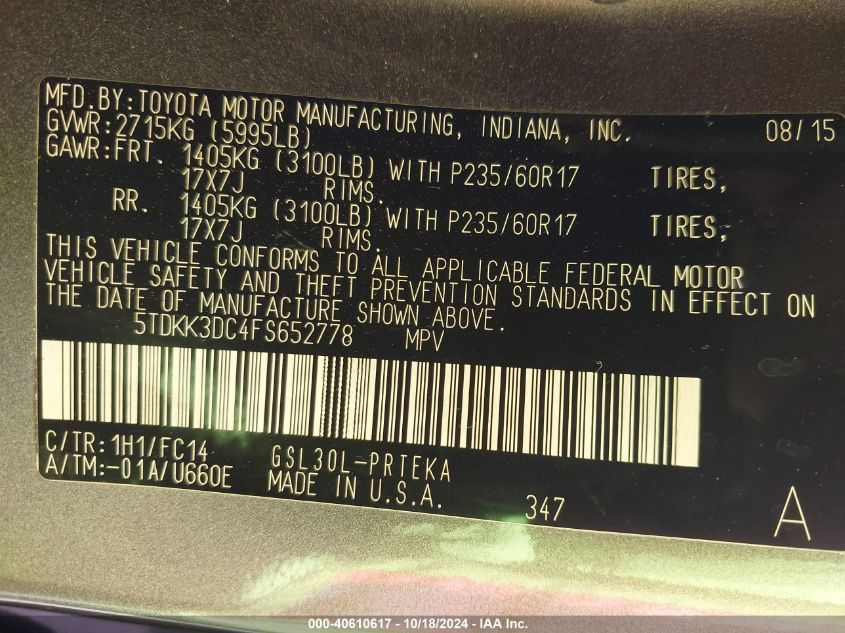 MFD.BY:TOYOTA MOTOR MANUFACTURING, INDIANA, INC. 08/15
GVWR:2715KG (5995LB)
GAWR:FRT. 1405KG (3100LB) WITH P235/60R17 TIRES,
17X7J RIMS.
RR. 1405KG (3100LB) WITH P235/60R17 TIRES,
17X7J RIMS.
THIS VEHICLE CONFORMS TO ALL APPLICABLE FEDERAL MOTOR
VEHICLE SAFETY AND THEFT PREVENTION STANDARDS IN EFFECT ON
THE DATE OF MANUFACTURE SHOWN ABOVE.
5TDKK3DC4FS652778 MPV
C/TR:1H1/FC14 GSL30L-PRTEKA
A/TM:-01A/U660E MADE IN U.S.A. 347 A
000-40610617 - 10/18/2024 - IAA Inc.